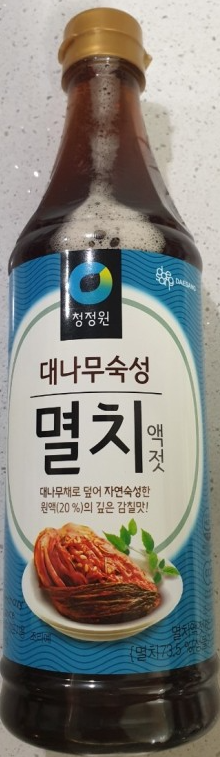 DAESANG
청정원
대나무숙성
멸치
액젓
대나무채로 덮어 자연숙성한
원액(20 %)의 깊은 감칠맛!